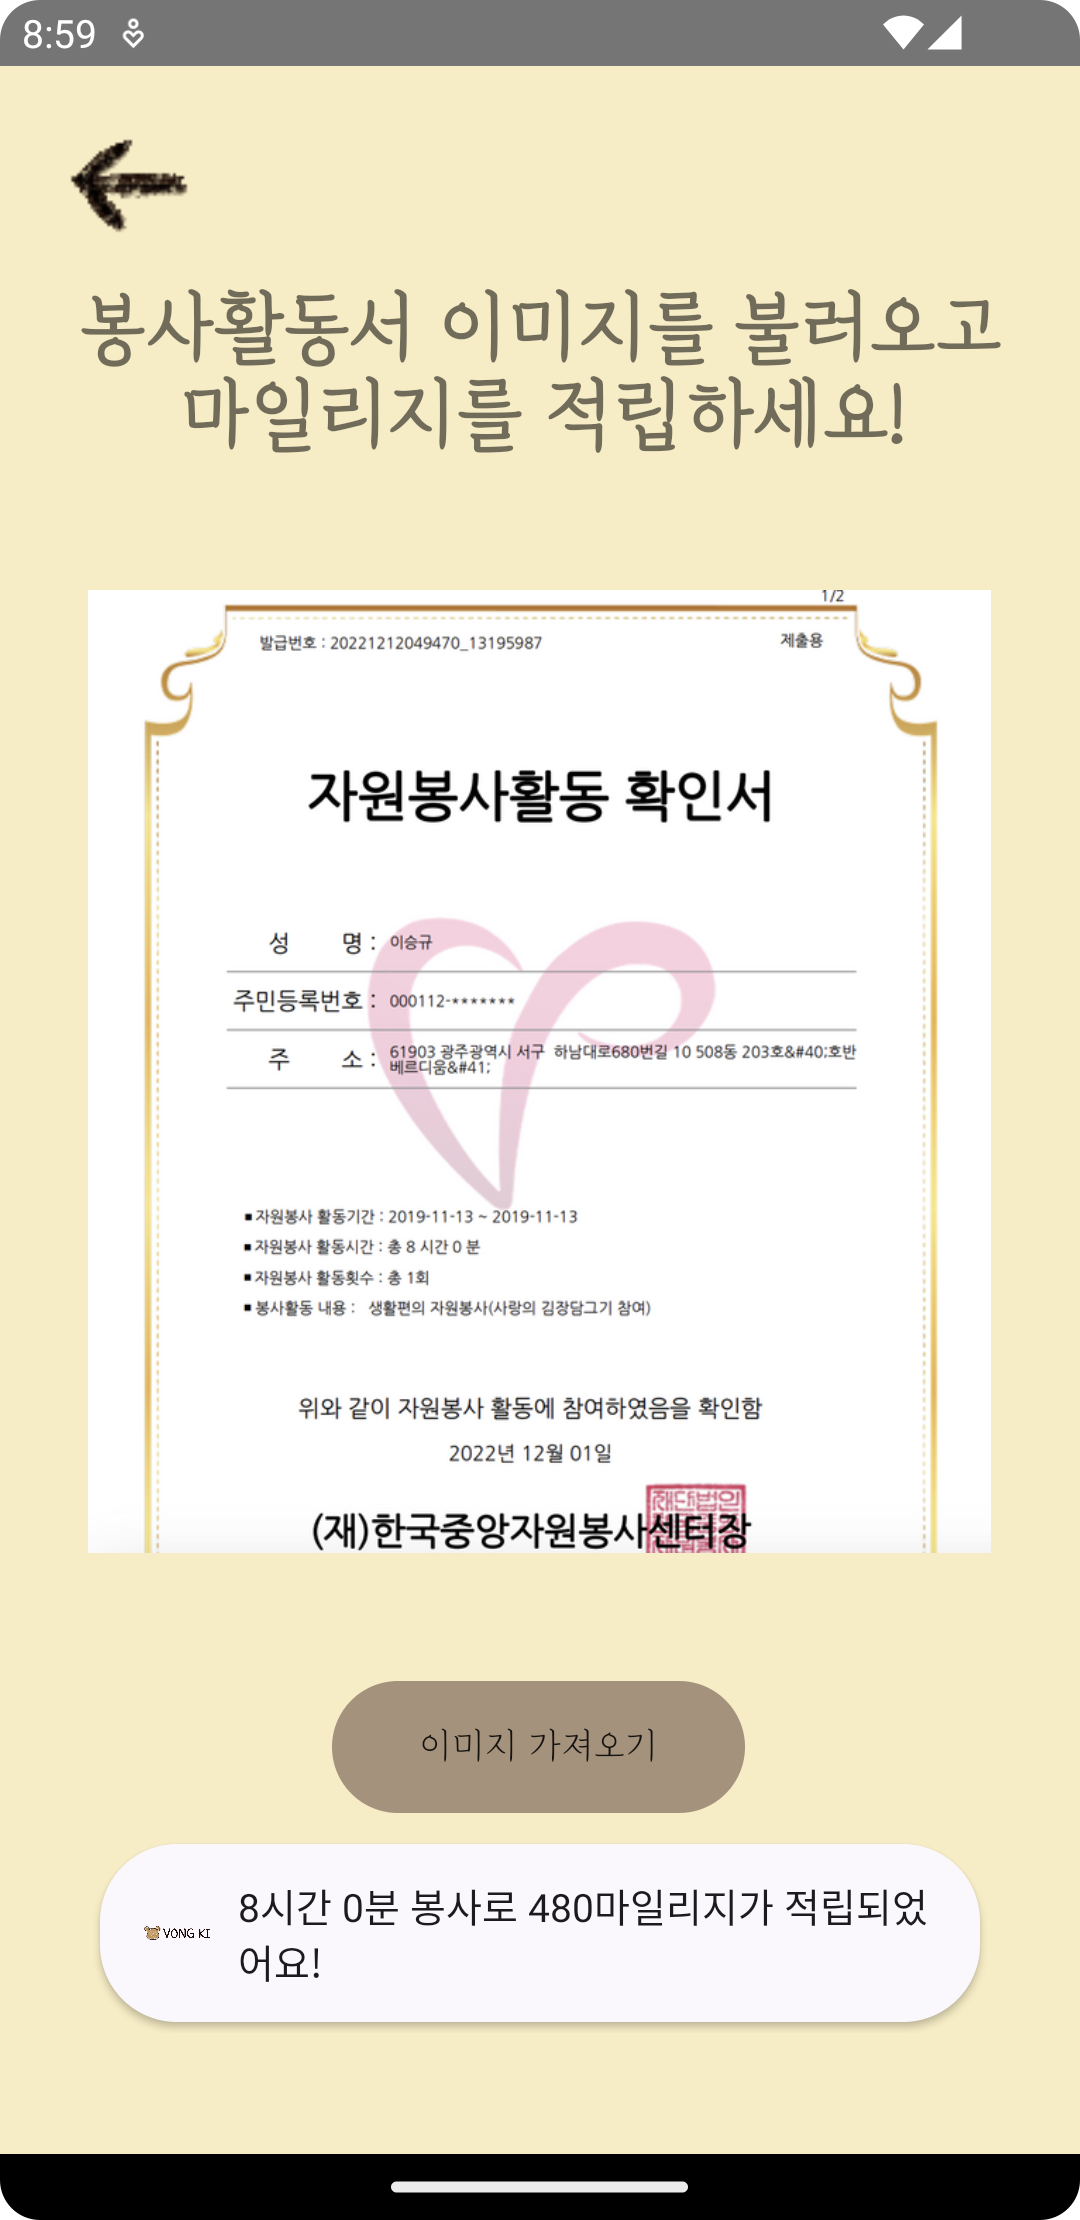 8:59
봉사활동서 이미지를 불러오고
마일리지를 적립하세요!
1/2
발급번호 : 20221212049470_13195987 제출용
자원봉사활동 확인서
성 명 : 이승규
주민등록번호 : 000112-*******
주 소 : 61903 광주광역시 서구 하남대로680번길 10 508동 203호&#40;호반
베르디움&#41;
■ 자원봉사 활동기간 : 2019-11-13 ~ 2019-11-13
■ 자원봉사 활동시간 : 총 8 시간 0 분
■ 자원봉사 활동횟수 : 총 1회
■ 봉사활동 내용 : 생활편의 자원봉사(사랑의 김장담그기 참여)
위와 같이 자원봉사 활동에 참여하였음을 확인함
2022년 12월 01일
(재)한국중앙자원봉사센터장
재단법인
이미지 가져오기
VONG KI
8시간 0분 봉사로 480마일리지가 적립되었
어요!